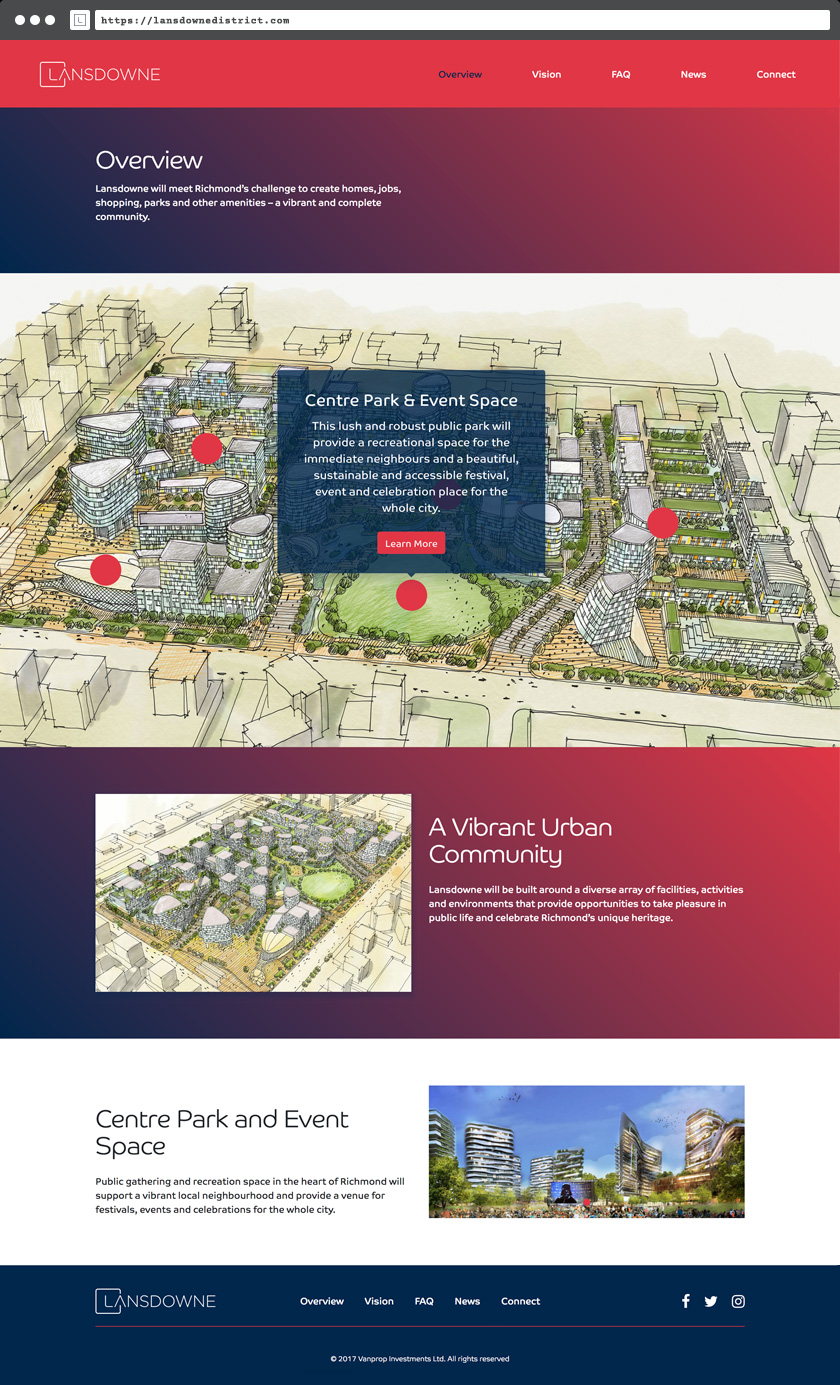 L
https://lansdownedistrict.com
LANSDOWNE
Overview Vision FAQ News Connect
Overview
Lansdowne will meet Richmond's challenge to create homes, jobs,
shopping, parks and other amenities – a vibrant and complete
community.
Centre Park & Event Space
This lush and robust public park will
provide a recreational space for the
immediate neighbours and a beautiful,
sustainable and accessible festival,
event and celebration place for the
whole city.
Learn More
A Vibrant Urban
Community
Lansdowne will be built around a diverse array of facilities, activities
and environments that provide opportunities to take pleasure in
public life and celebrate Richmond's unique heritage.
Centre Park and Event
Space
Public gathering and recreation space in the heart of Richmond will
support a vibrant local neighbourhood and provide a venue for
festivals, events and celebrations for the whole city.
LANSDOWNE
Overview Vision FAQ News Connect
© 2017 Vanprop Investments Ltd. All rights reserved